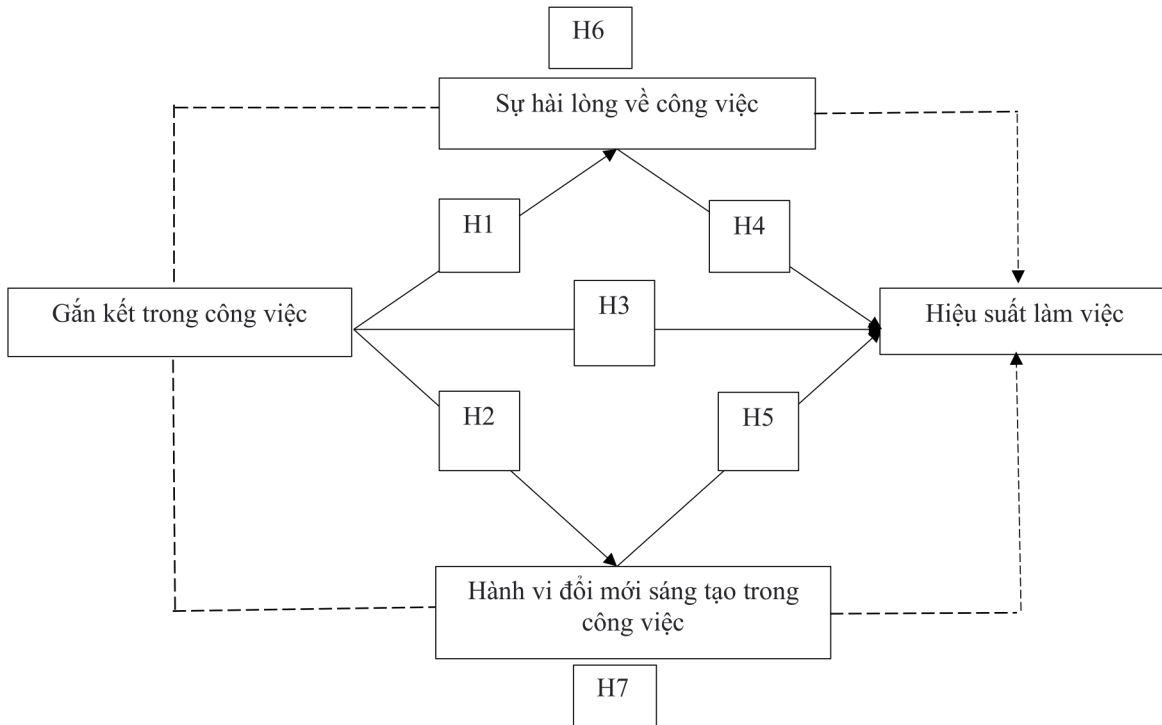 H6
Sự hài lòng về công việc
H1
H4
Gắn kết trong công việc
H3
Hiệu suất làm việc
H2
H5
Hành vi đổi mới sáng tạo trong
công việc
H7